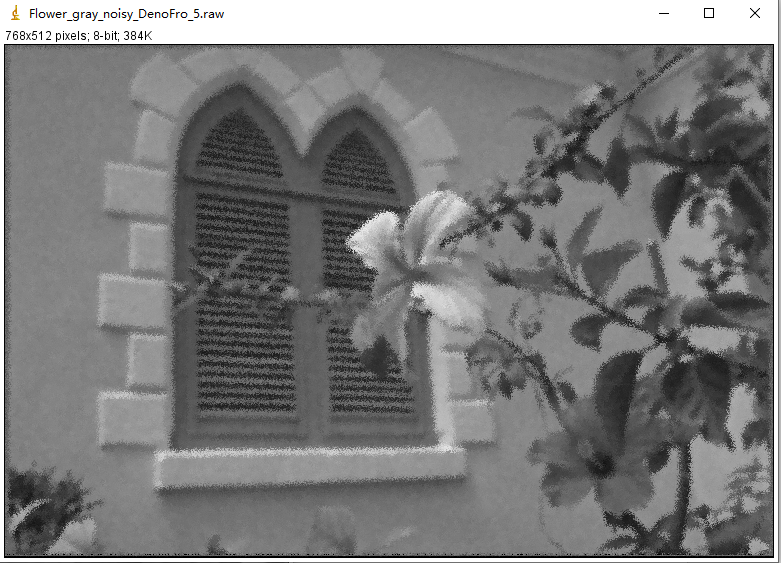 Flower_gray_noisy_DenoFro_5.raw
768x512 pixels; 8-bit; 384K